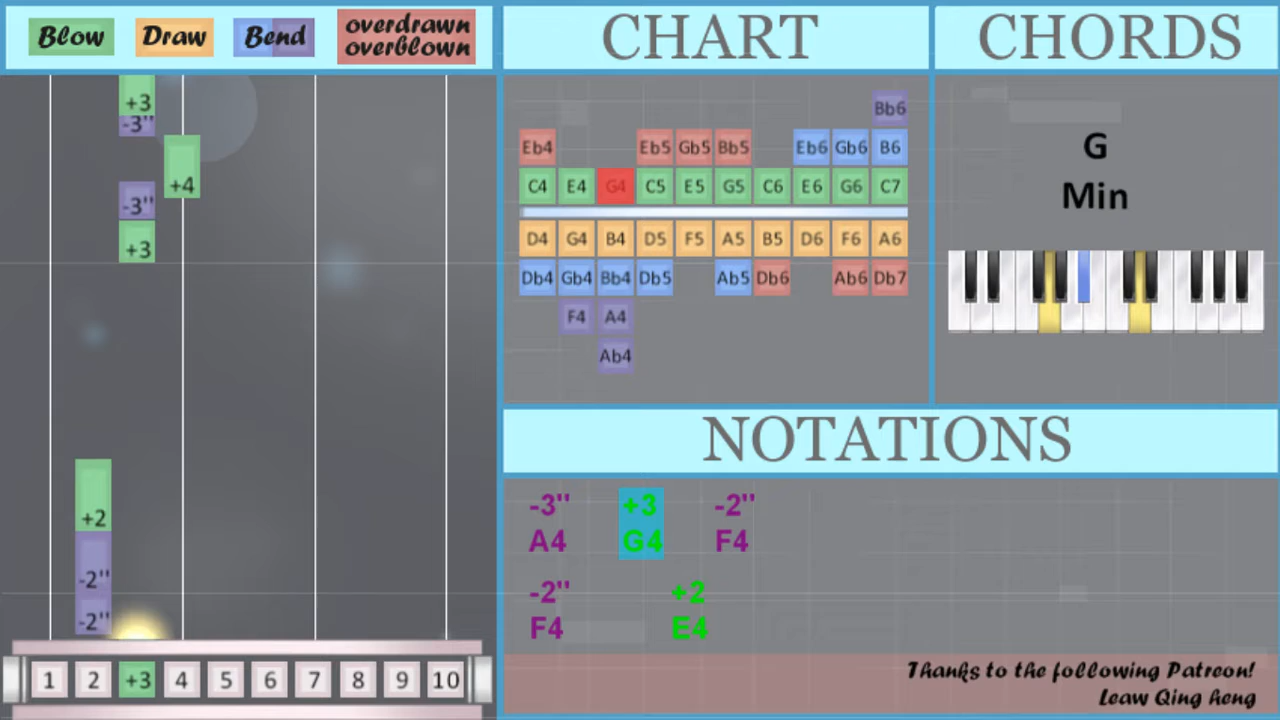 Blow Draw Bend overdrawn
overblown
CHART
CHORDS
+3
-3''
+4
-3''
+3
+2
-2''
-2''
1 2 +3 4 5 6 7 8 9 10
Bb6
Eb4 Eb5 Gb5 Bb5 Eb6 Gb6 B6
C4 E4 G4 C5 E5 G5 C6 E6 G6 C7
D4 G4 B4 D5 F5 A5 B5 D6 F6 A6
Db4 Gb4 Bb4 Db5 Ab5 Db6 Ab6 Db7
F4 A4
Ab4
G
Min
NOTATIONS
-3'' +3 -2''
A4 G4 F4
-2'' +2
F4 E4
Thanks to the following Patreon!
Leaw Qing heng